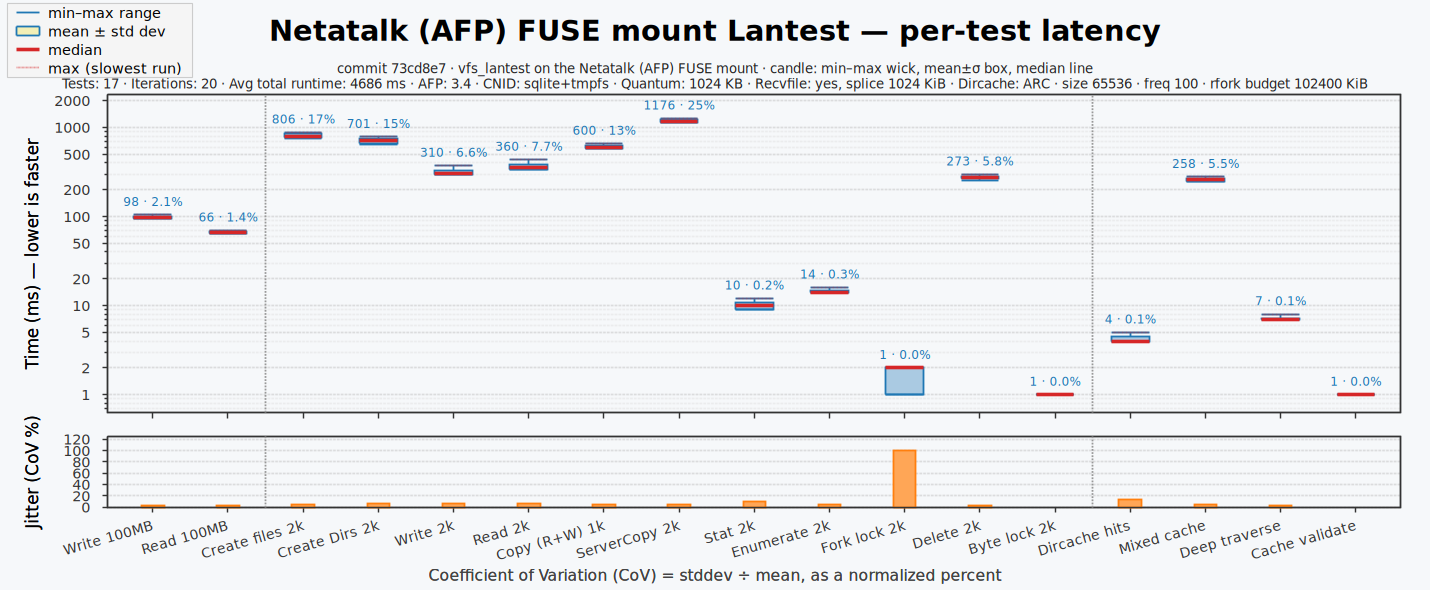 min–max range
mean ± std dev
median
max (slowest run)
Netatalk (AFP) FUSE mount Lantest — per-test latency
commit 73cd8e7 · vfs_lantest on the Netatalk (AFP) FUSE mount · candle: min–max wick, mean±σ box, median line
Tests: 17 · Iterations: 20 · Avg total runtime: 4686 ms · AFP: 3.4 · CNID: sqlite+tmpfs · Quantum: 1024 KB · Recvfile: yes, splice 1024 KiB · Dircache: ARC · size 65536 · freq 100 · rfork budget 102400 KiB
Time (ms) — lower is faster
2000
1000
500
200
100
50
20
10
5
2
1
98 · 2.1%
66 · 1.4%
806 · 17%
701 · 15%
310 · 6.6%
360 · 7.7%
600 · 13%
1176 · 25%
10 · 0.2%
14 · 0.3%
1 · 0.0%
273 · 5.8%
1 · 0.0%
4 · 0.1%
258 · 5.5%
7 · 0.1%
1 · 0.0%
Jitter (CoV %)
120
100
80
60
40
20
0
Write 100MB
Read 100MB
Create files 2k
Create Dirs 2k
Write 2k
Read 2k
Copy (R+W) 1k
ServerCopy 2k
Stat 2k
Enumerate 2k
Fork lock 2k
Delete 2k
Byte lock 2k
Dircache hits
Mixed cache
Deep traverse
Cache validate
Coefficient of Variation (CoV) = stddev ÷ mean, as a normalized percent